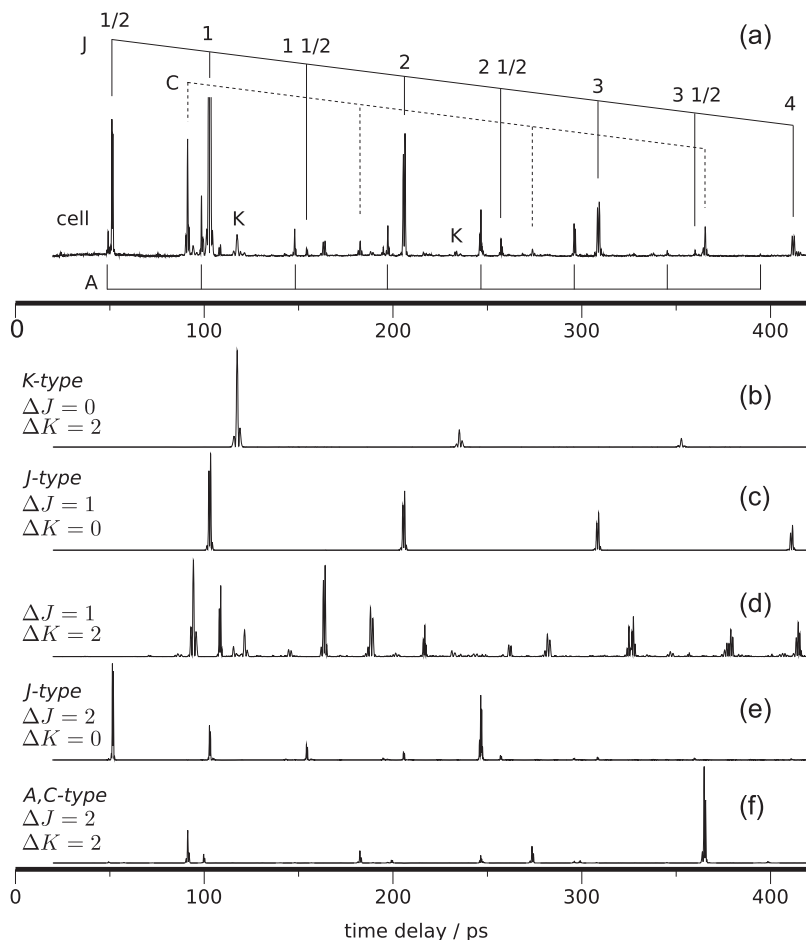 (a)
1/2
J
1
1 1/2
2
2 1/2
3
3 1/2
4
C
cell
K
K
A
0 100 200 300 400
K-type
ΔJ = 0
ΔK = 2
(b)
J-type
ΔJ = 1
ΔK = 0
(c)
ΔJ = 1
ΔK = 2
(d)
J-type
ΔJ = 2
ΔK = 0
(e)
A,C-type
ΔJ = 2
ΔK = 2
(f)
0 100 200 300 400
time delay / ps